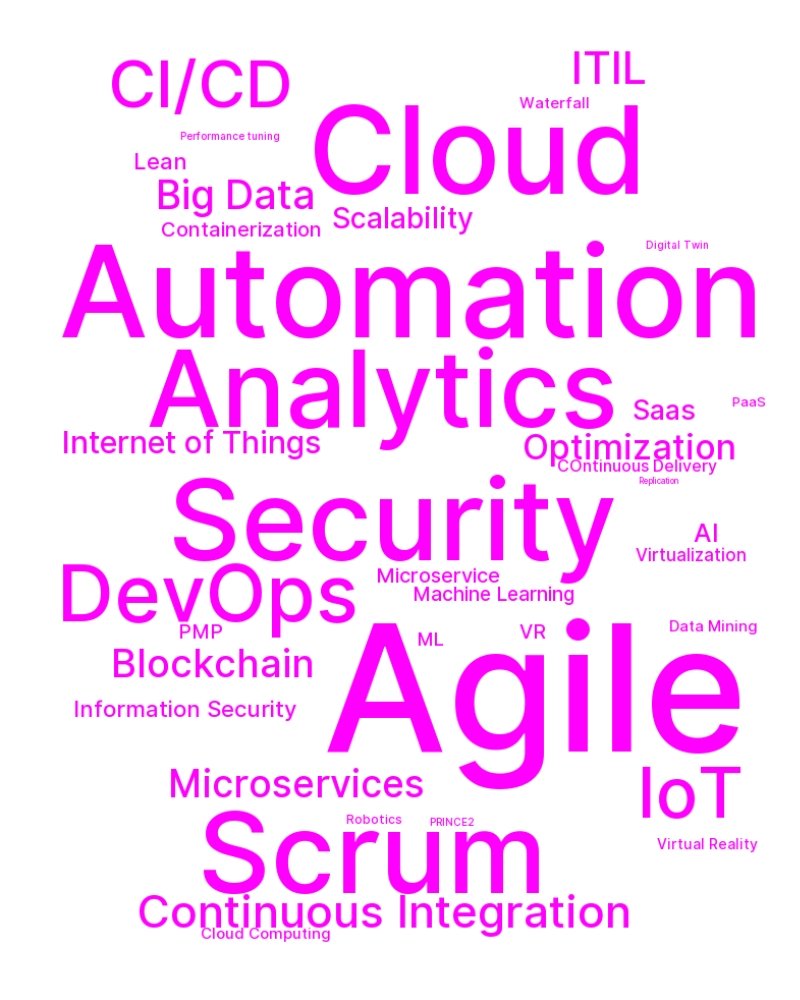 CI/CD
ITIL
Waterfall
Cloud
Performance tuning
Lean
Big Data
Scalability
Containerization
Digital Twin
Automation
Analytics
PaaS
Saas
Internet of Things
Optimization
COntinuous Delivery
Replication
Security
AI
Virtualization
DevOps
Microservice
Machine Learning
PMP
ML
VR
Data Mining
Agile
Blockchain
Information Security
Microservices
IoT
Robotics
PRINCE2
Scrum
Virtual Reality
Continuous Integration
Cloud Computing